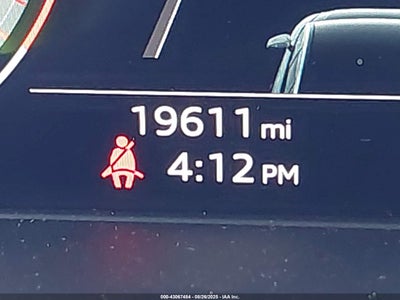 19611 mi
4:12 PM
000-43067484 - 08/26/2025 - IAA Inc.